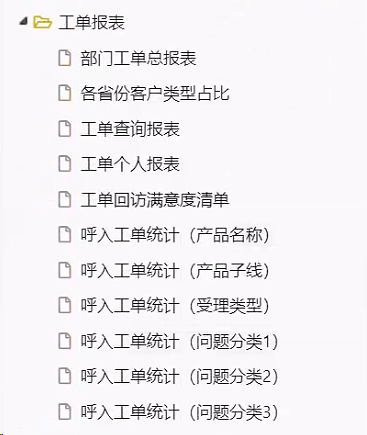 工单报表
部门工单总报表
各省份客户类型占比
工单查询报表
工单个人报表
工单回访满意度清单
呼入工单统计（产品名称）
呼入工单统计（产品子线）
呼入工单统计（受理类型）
呼入工单统计（问题分类1）
呼入工单统计（问题分类2）
呼入工单统计（问题分类3）